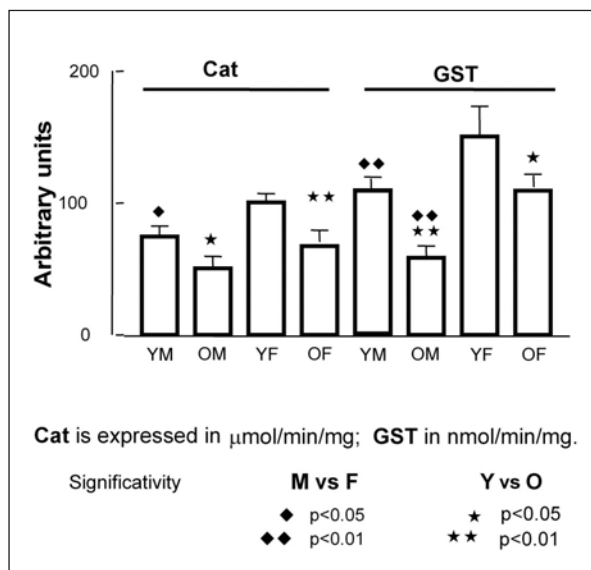 Cat GST
200
100
0
Arbitrary units
◆ ★ ★★ ◆◆ ◆◆ ★★ ★
YM OM YF OF YM OM YF OF
Cat is expressed in μmol/min/mg; GST in nmol/min/mg.
Significativity M vs F Y vs O
◆ p<0.05 ★ p<0.05
◆◆ p<0.01 ★★ p<0.01